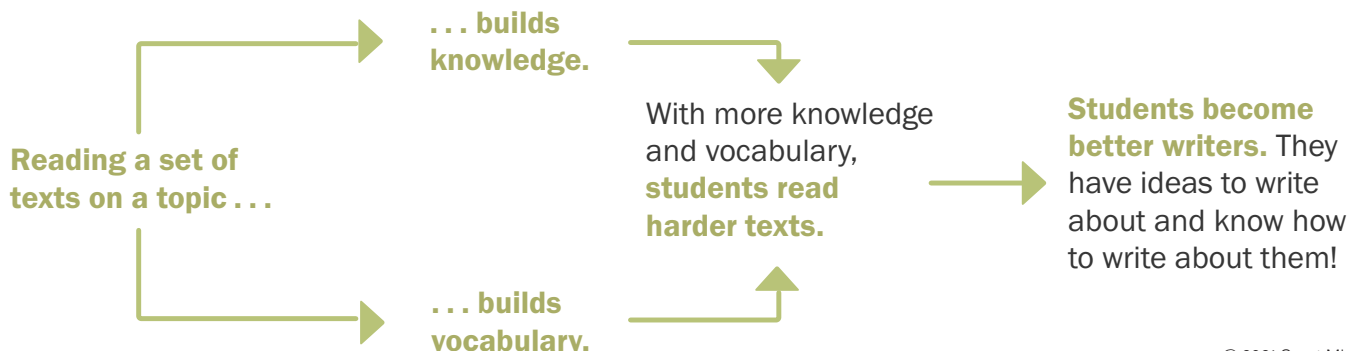 Reading a set of
texts on a topic . . .
. . . builds
knowledge.
. . . builds
vocabulary.
With more knowledge
and vocabulary,
students read
harder texts.
Students become
better writers. They
have ideas to write
about and know how
to write about them!